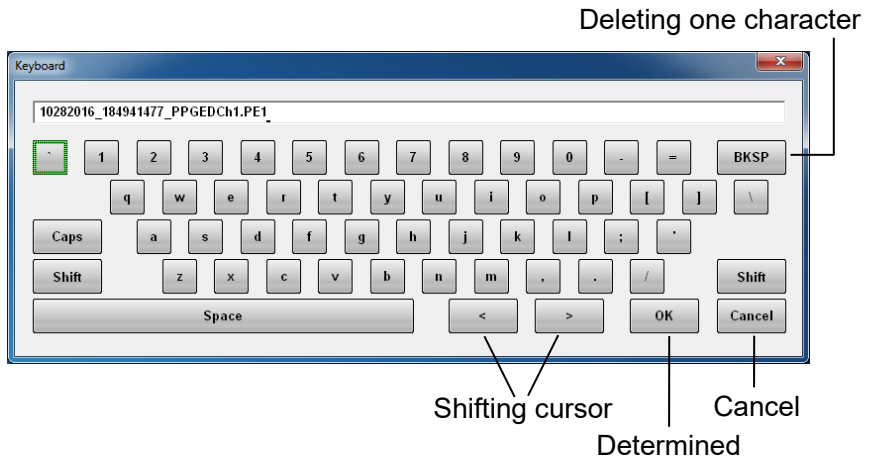 Deleting one character
Keyboard
10282016_184941477_PPGEDCh1.PE1
` 1 2 3 4 5 6 7 8 9 0 - = BKSP
q w e r t y u i o p [ ] \
Caps a s d f g h j k l ; '
Shift z x c v b n m , . / Shift
Space < > OK Cancel
Shifting cursor
Cancel
Determined